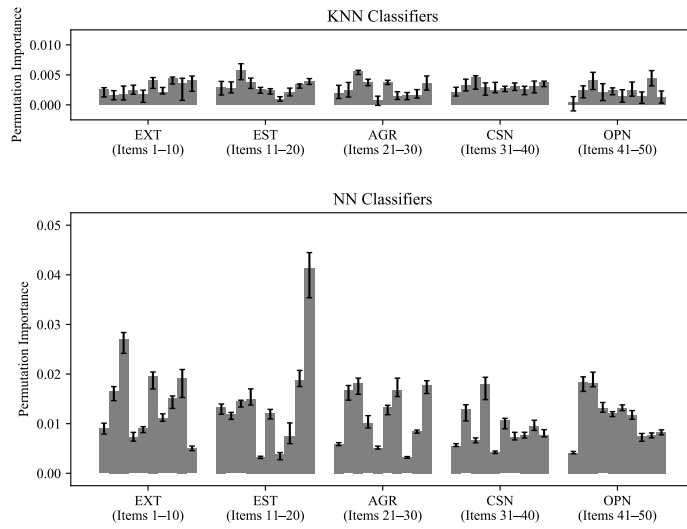 KNN Classifiers
Permutation Importance
0.010
0.005
0.000
EXT
(Items 1–10)
EST
(Items 11–20)
AGR
(Items 21–30)
CSN
(Items 31–40)
OPN
(Items 41–50)
NN Classifiers
Permutation Importance
0.05
0.04
0.03
0.02
0.01
0.00
EXT
(Items 1–10)
EST
(Items 11–20)
AGR
(Items 21–30)
CSN
(Items 31–40)
OPN
(Items 41–50)